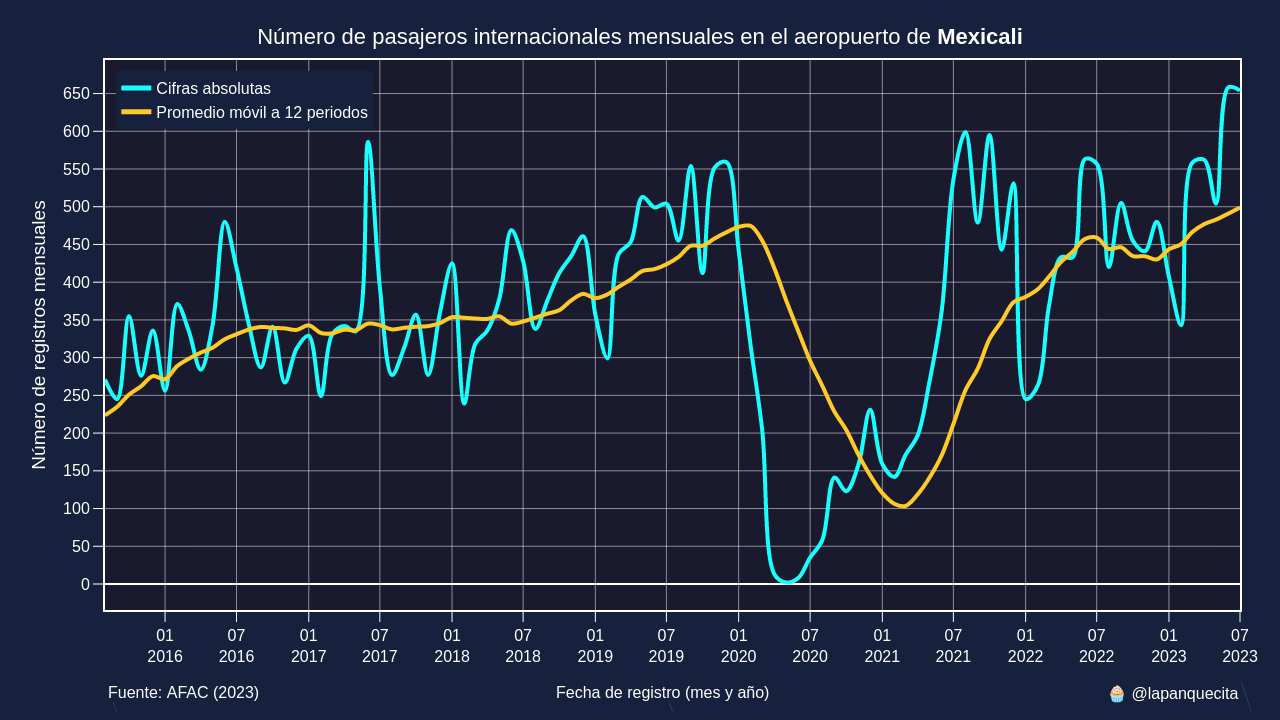 Número de pasajeros internacionales mensuales en el aeropuerto de Mexicali
Cifras absolutas
Promedio móvil a 12 periodos
Número de registros mensuales
650
600
550
500
450
400
350
300
250
200
150
100
50
0
01 07 01 07 01 07 01 07 01 07 01 07 01 07 01 07
2016 2016 2017 2017 2018 2018 2019 2019 2020 2020 2021 2021 2022 2022 2023 2023
Fuente: AFAC (2023) Fecha de registro (mes y año) 🧁 @lapanquecita